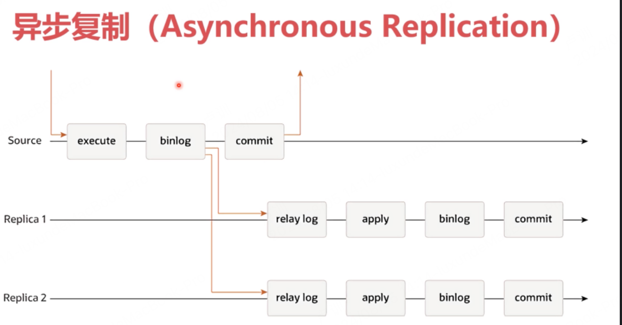 异步复制（Asynchronous Replication）
Source execute binlog commit
Replica 1 relay log apply binlog commit
Replica 2 relay log apply binlog commit